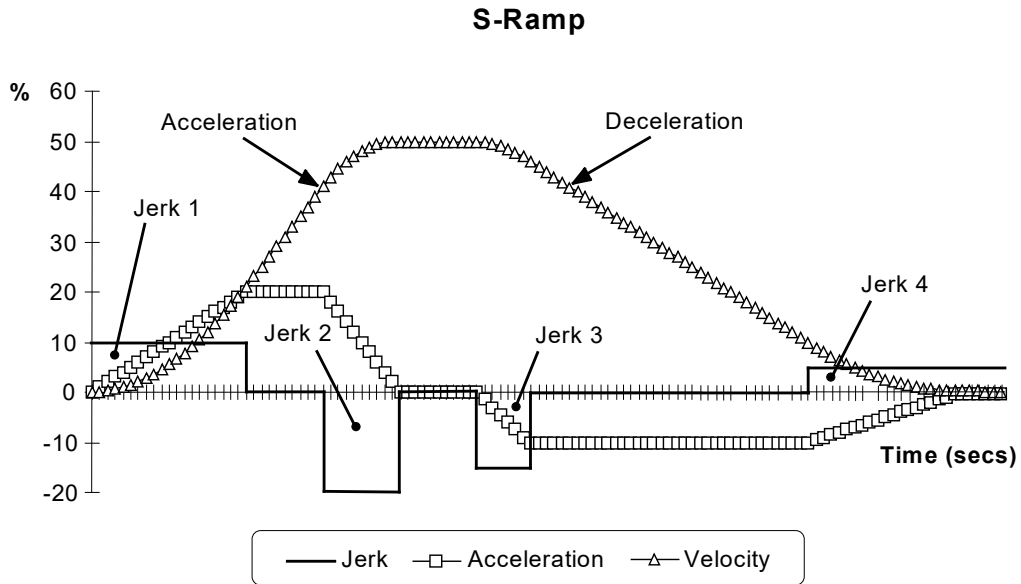 S-Ramp
%
60
50
40
30
20
10
0
-10
-20
Acceleration
Deceleration
Jerk 1
Jerk 2
Jerk 3
Jerk 4
Time (secs)
Jerk Acceleration Velocity